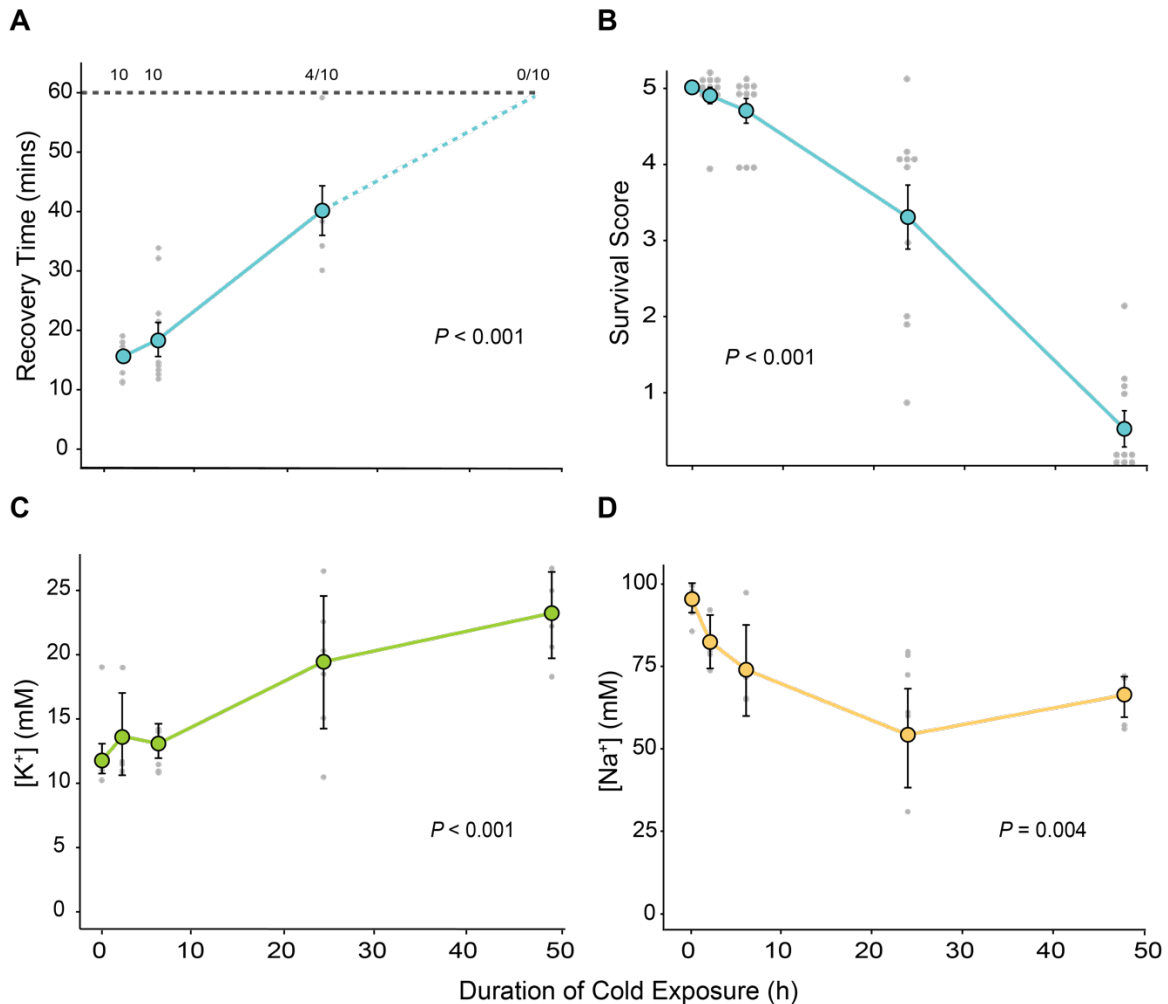 A
10 10 4/10 0/10
60
50
40
30
20
10
0
Recovery Time (mins)
P < 0.001
B
5
4
3
2
1
Survival Score
P < 0.001
C
25
20
15
10
5
0
[K⁺] (mM)
P < 0.001
0 10 20 30 40 50
D
100
75
50
25
0
[Na⁺] (mM)
P = 0.004
0 10 20 30 40 50
Duration of Cold Exposure (h)